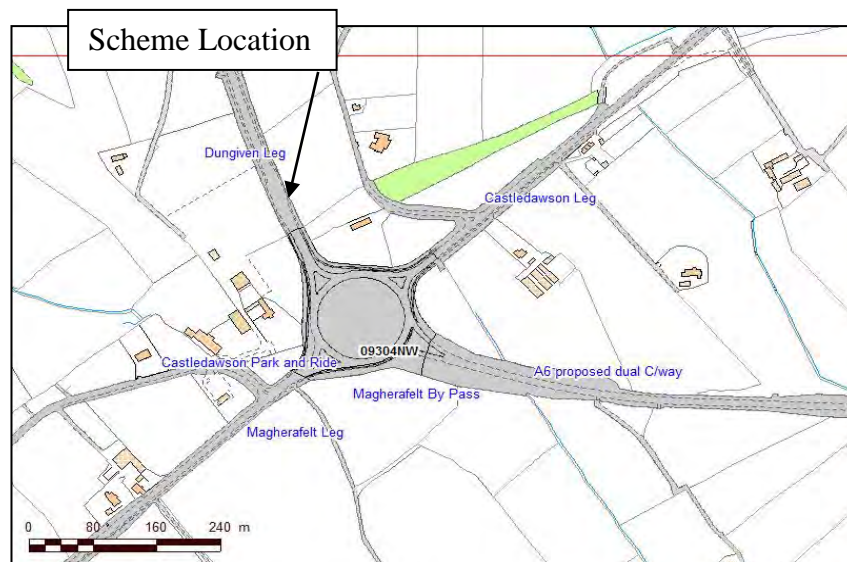 Scheme Location
Dungiven Leg
Castledawson Leg
09304NW
Castledawson Park and Ride
A6 proposed dual C/way
Magherafelt By Pass
Magherafelt Leg
0 80 160 240 m